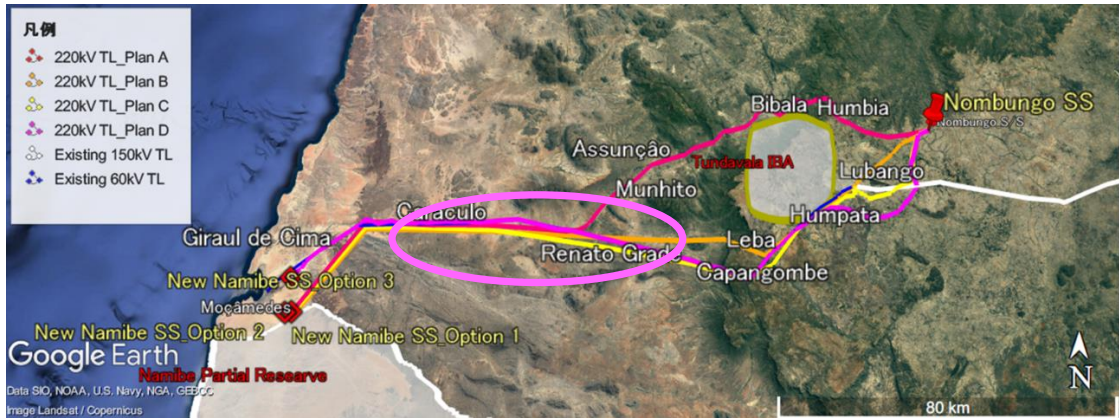 凡例
220kV TL_Plan A
220kV TL_Plan B
220kV TL_Plan C
220kV TL_Plan D
Existing 150kV TL
Existing 60kV TL
Bibala Humbia
Nombungo SS
Nombungo S/S
Assunção
Tundavala IBA
Munhito
Lubango
Caraculo
Humpata
Giraul de Cima
Leba
Renato Grade
Capangombe
New Namibe SS_Option 3
Moçâmedes
New Namibe SS_Option 2
New Namibe SS_Option 1
Google Earth
Namibe Partial Researve
Data SIO, NOAA, U.S. Navy, NGA, GEBCO
Image Landsat / Copernicus
N
80 km